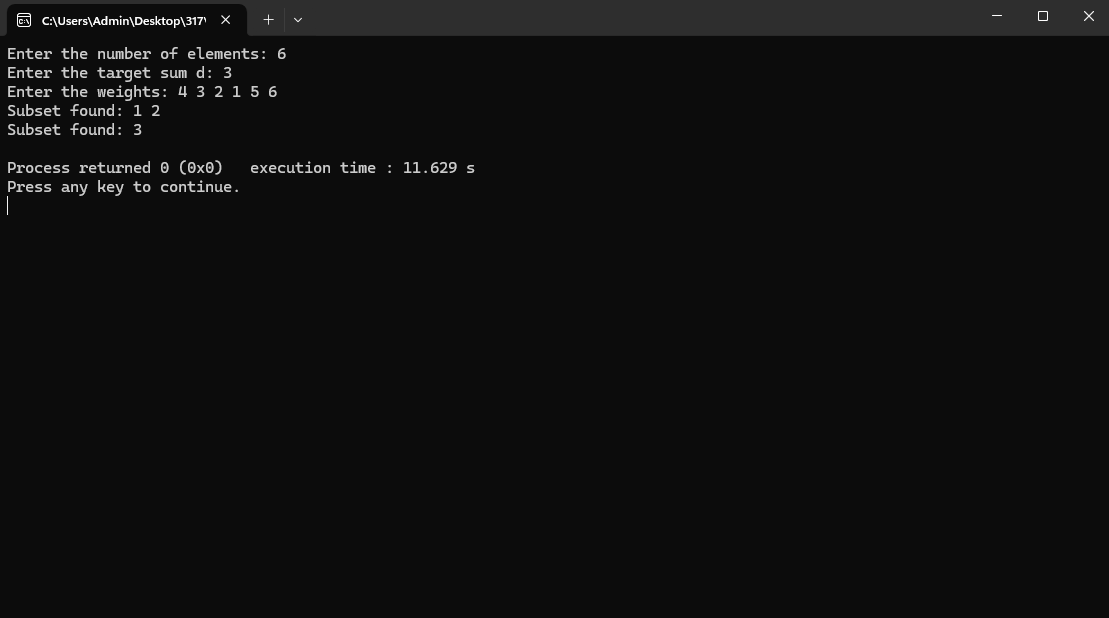 C:\Users\Admin\Desktop\317\
Enter the number of elements: 6
Enter the target sum d: 3
Enter the weights: 4 3 2 1 5 6
Subset found: 1 2
Subset found: 3
Process returned 0 (0x0)   execution time : 11.629 s
Press any key to continue.